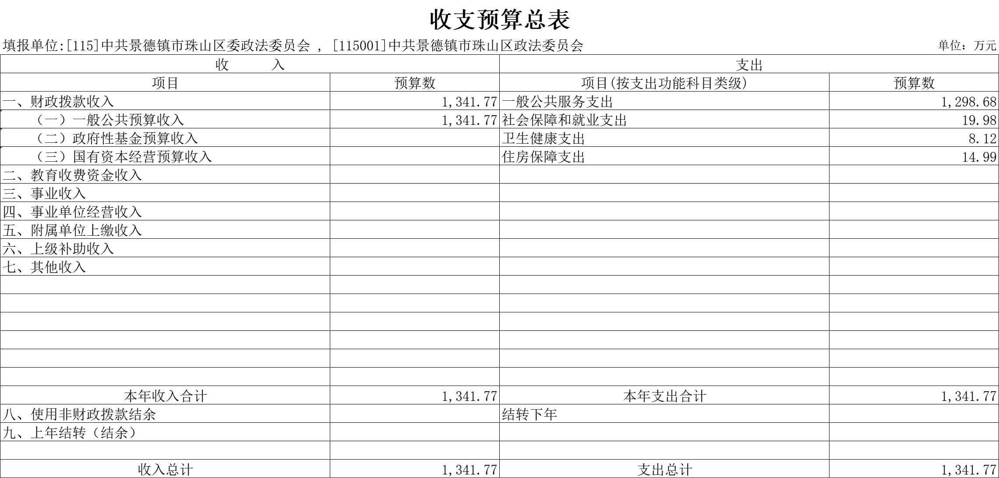 收支预算总表
填报单位:[115]中共景德镇市珠山区委政法委员会 , [115001]中共景德镇市珠山区政法委员会 单位：万元
收 入 支出
项目 预算数 项目(按支出功能科目类级) 预算数
一、财政拨款收入 1,341.77 一般公共服务支出 1,298.68
（一）一般公共预算收入 1,341.77 社会保障和就业支出 19.98
（二）政府性基金预算收入 卫生健康支出 8.12
（三）国有资本经营预算收入 住房保障支出 14.99
二、教育收费资金收入
三、事业收入
四、事业单位经营收入
五、附属单位上缴收入
六、上级补助收入
七、其他收入
本年收入合计 1,341.77 本年支出合计 1,341.77
八、使用非财政拨款结余 结转下年
九、上年结转（结余）
收入总计 1,341.77 支出总计 1,341.77